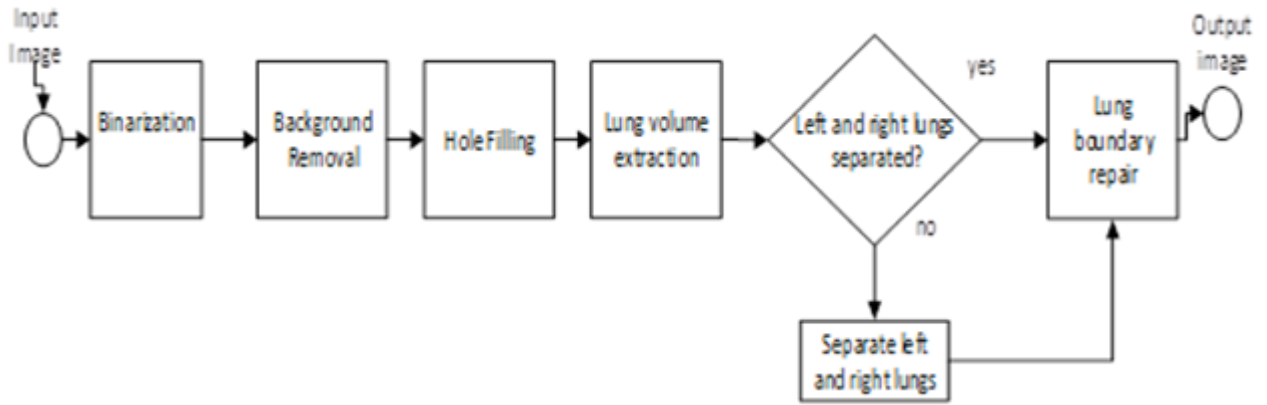 Input
Image
Binarization
Background
Removal
Hole Filling
Lung volume
extraction
Left and right lungs
separated?
yes
no
Separate left
and right lungs
Lung
boundary
repair
Output
image